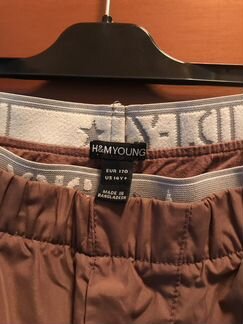 H&M YOUNG
EUR 170
US 14Y+
MADE IN
BANGLADESH